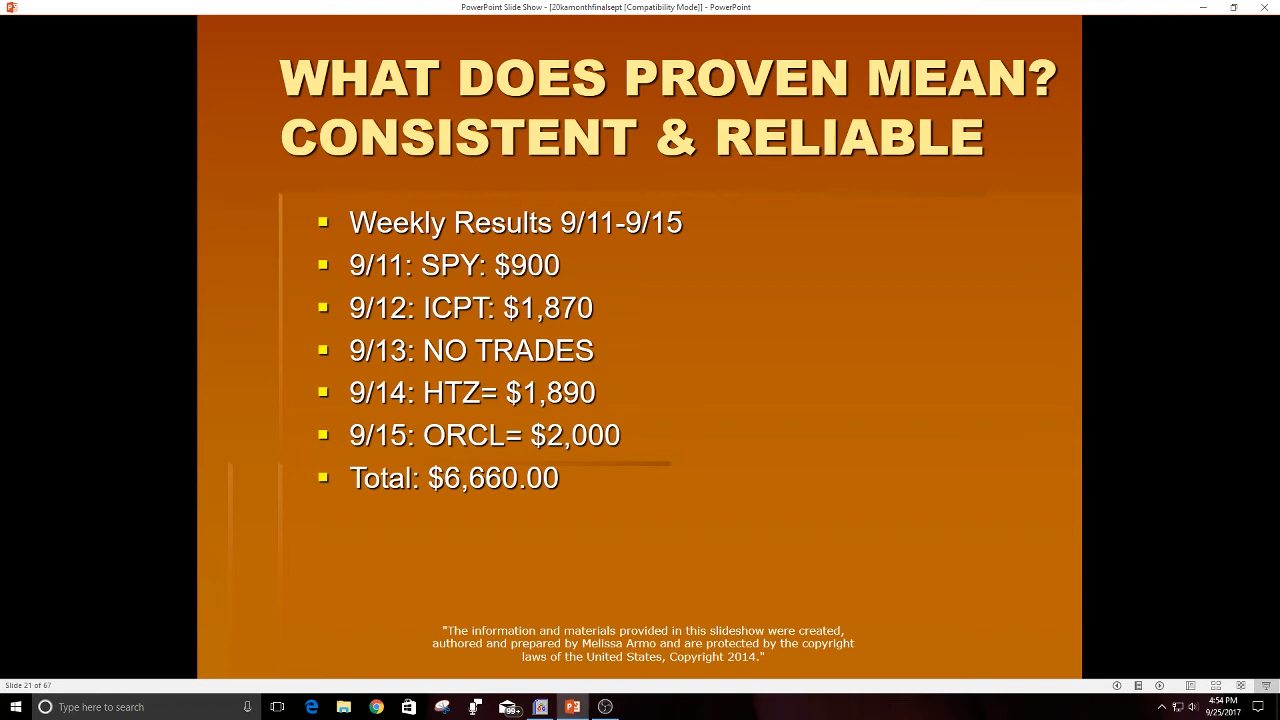 PowerPoint Slide Show - [20kamonthfinalsept [Compatibility Mode]] - PowerPoint
WHAT DOES PROVEN MEAN?
CONSISTENT & RELIABLE
Weekly Results 9/11-9/15
9/11: SPY: $900
9/12: ICPT: $1,870
9/13: NO TRADES
9/14: HTZ= $1,890
9/15: ORCL= $2,000
Total: $6,660.00
"The information and materials provided in this slideshow were created,
authored and prepared by Melissa Armo and are protected by the copyright
laws of the United States, Copyright 2014."
Slide 21 of 67
Type here to search
99+
4:54 PM
9/25/2017